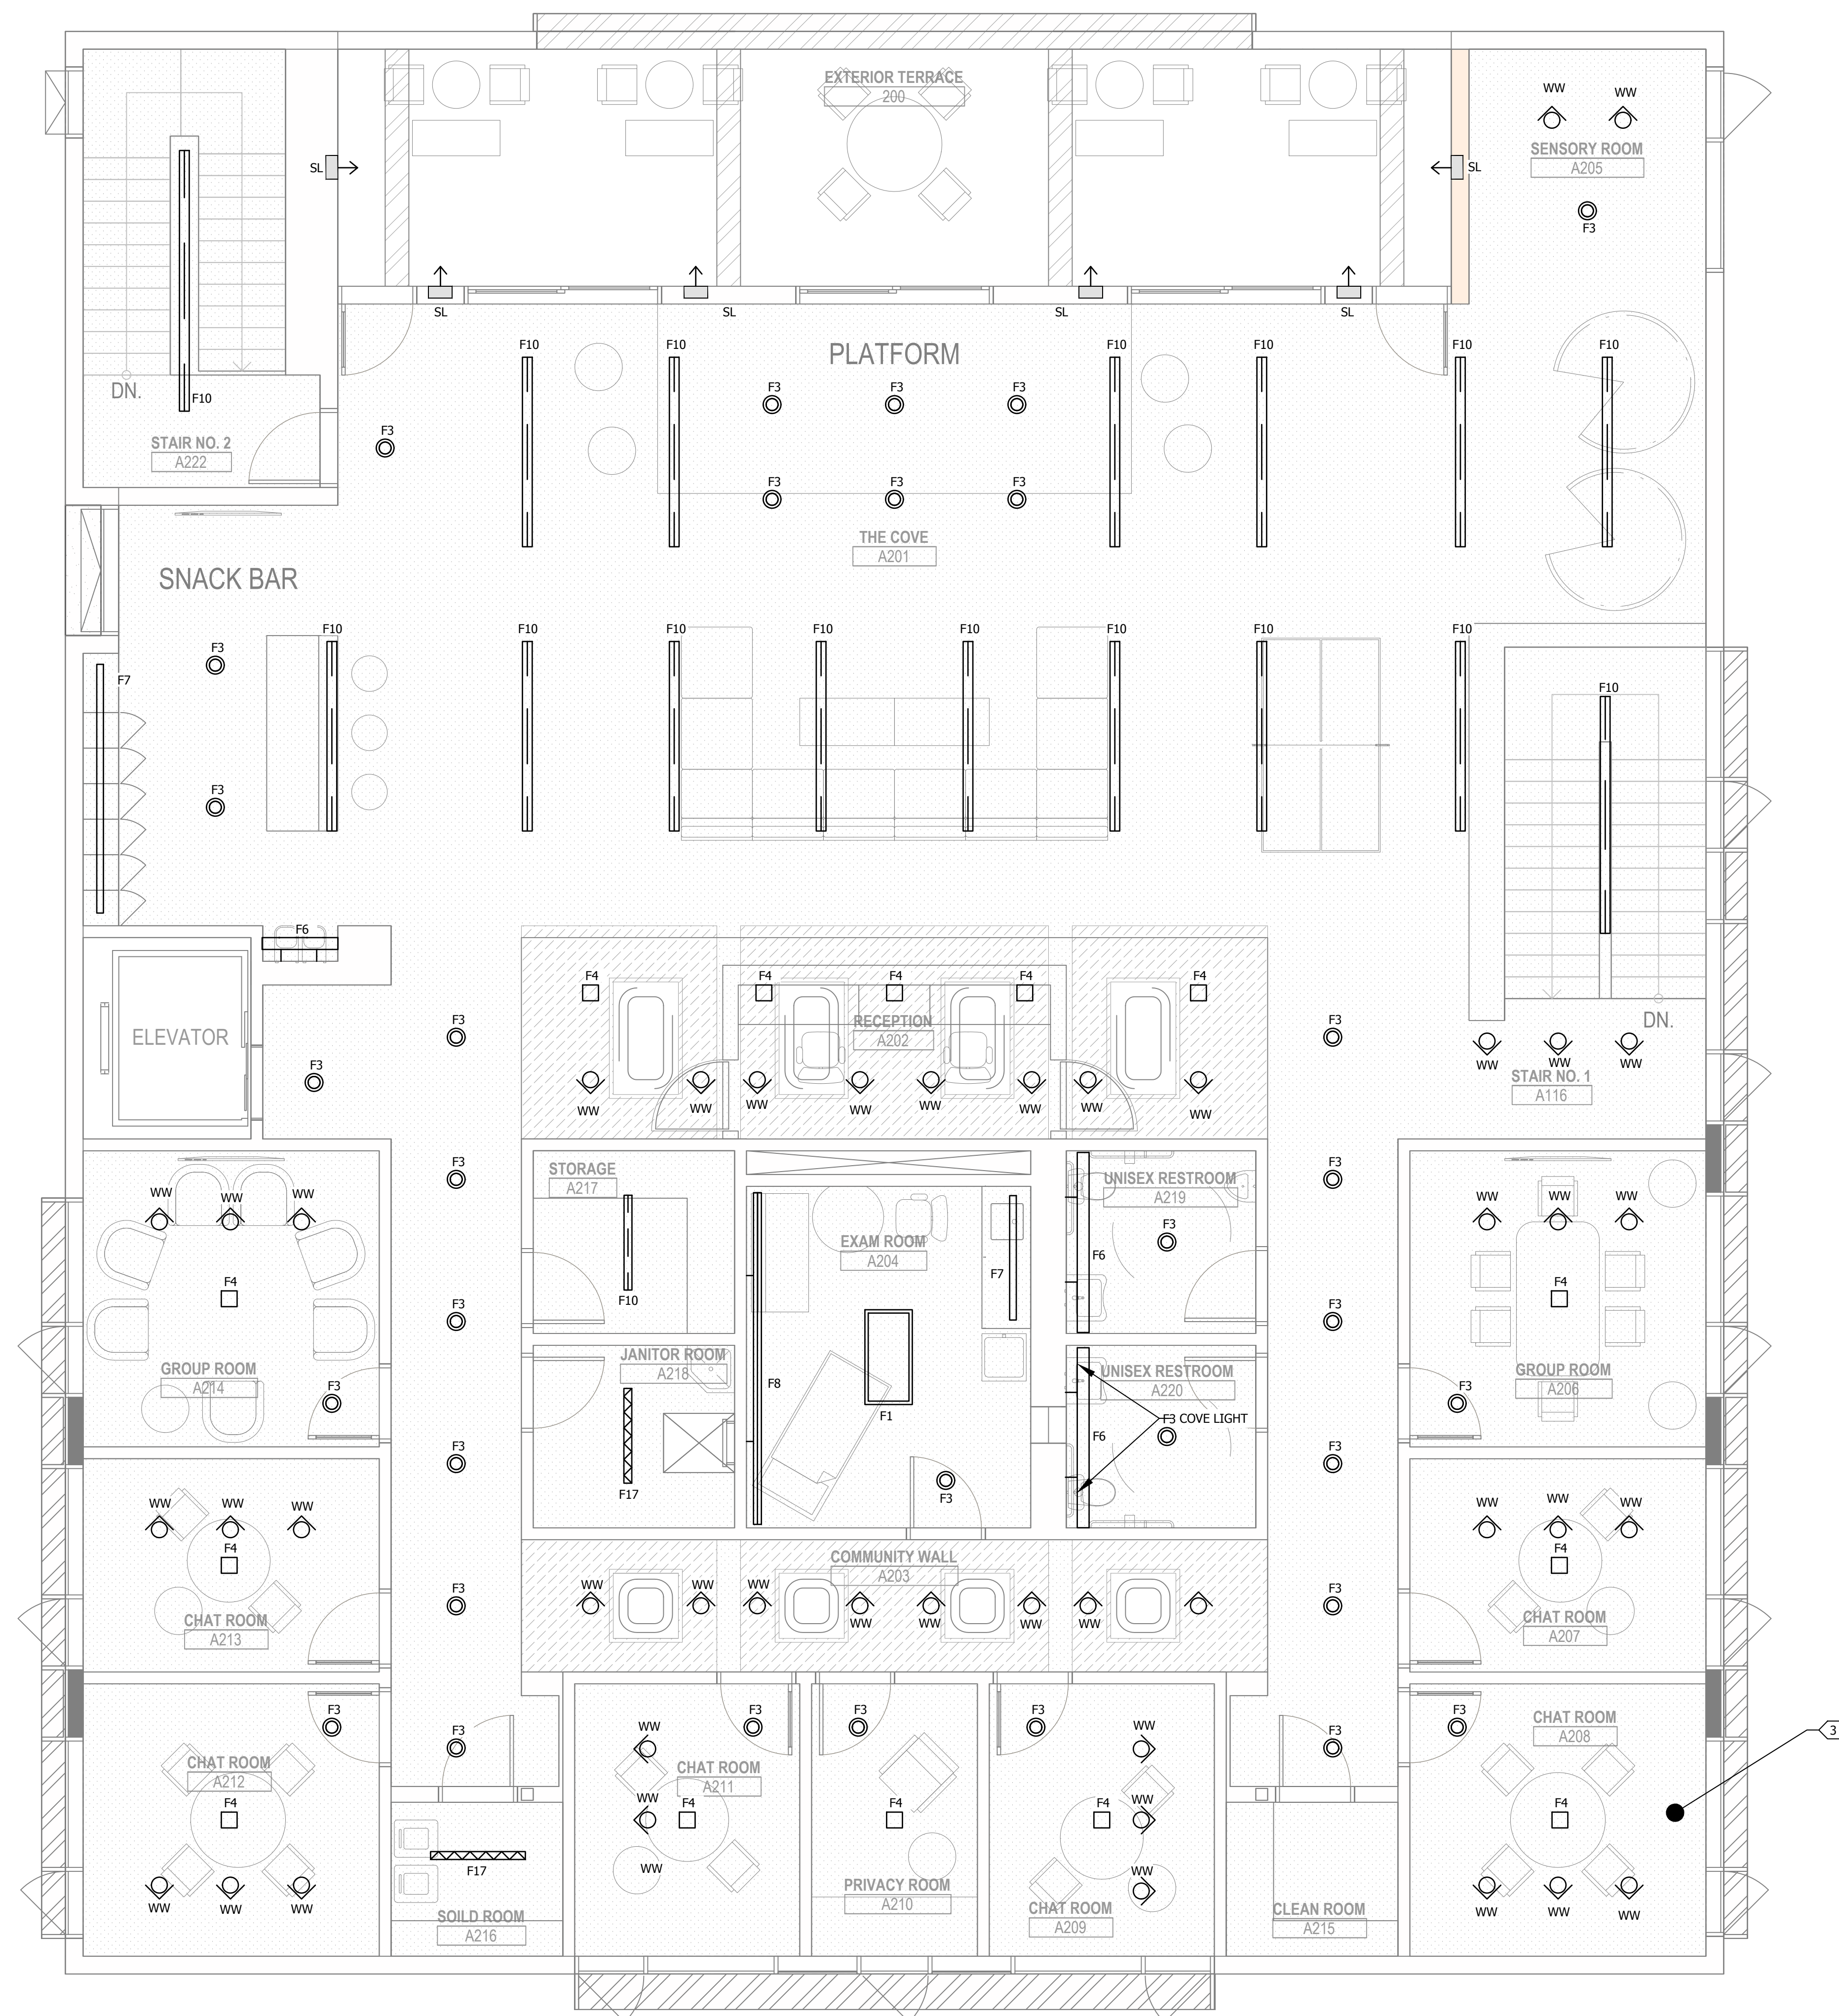 EXTERIOR TERRACE
200
WW
WW
SENSORY ROOM
A205
SL
SL
F3
SL
SL
SL
SL
F10
F10
PLATFORM
F10
F10
F10
F10
DN.
F10
F3
F3
F3
F3
STAIR NO. 2
A222
F3
F3
F3
THE COVE
A201
SNACK BAR
F10
F10
F10
F10
F10
F10
F10
F10
F3
F7
F10
F3
F6
F4
F4
F4
F4
F4
ELEVATOR
F3
RECEPTION
A202
F3
DN.
F3
WW
WW
WW
STAIR NO. 1
A116
WW
WW
WW
WW
WW
WW
WW
WW
F3
STORAGE
A217
UNISEX RESTROOM
A219
F3
WW
WW
WW
WW
WW
WW
EXAM ROOM
A204
F3
F6
F7
F4
F10
F4
F3
F3
GROUP ROOM
A214
JANITOR ROOM
A218
F8
UNISEX RESTROOM
A220
GROUP ROOM
A206
F3
F1
F3 COVE LIGHT
F3
F6
F3
F3
F17
F3
WW
WW
WW
WW
WW
WW
F4
F4
COMMUNITY WALL
A203
F3
WW
WW
WW
WW
WW
WW
WW
F3
CHAT ROOM
A213
CHAT ROOM
A207
F3
F3
WW
F3
F3
F3
WW
F3
F3
CHAT ROOM
A208
3
CHAT ROOM
A212
CHAT ROOM
A211
F4
WW
F4
F4
F4
WW
F4
F17
WW
WW
PRIVACY ROOM
A210
WW
WW
WW
SOILD ROOM
A216
CHAT ROOM
A209
CLEAN ROOM
A215
WW
WW
WW